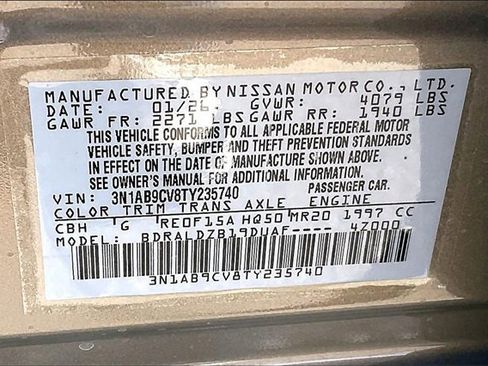 MANUFACTURED BY NISSAN MOTOR CO., LTD.
DATE: 01/26 GVWR: 4079 LBS
GAWR FR: 2271 LBS GAWR RR: 1940 LBS
THIS VEHICLE CONFORMS TO ALL APPLICABLE FEDERAL MOTOR
VEHICLE SAFETY, BUMPER AND THEFT PREVENTION STANDARDS
IN EFFECT ON THE DATE OF MANUFACTURE SHOWN ABOVE.
SEE OWNER'S MANUAL FOR ADDITIONAL INFORMATION.
VIN: 3N1AB9CV8TY235740 PASSENGER CAR.
COLOR TRIM TRANS AXLE ENGINE
CBH G RE0F15A HQ50 MR20 1997 CC
MODEL: BDRALDZB19DUAF---- 4Z000
3N1AB9CV8TY235740